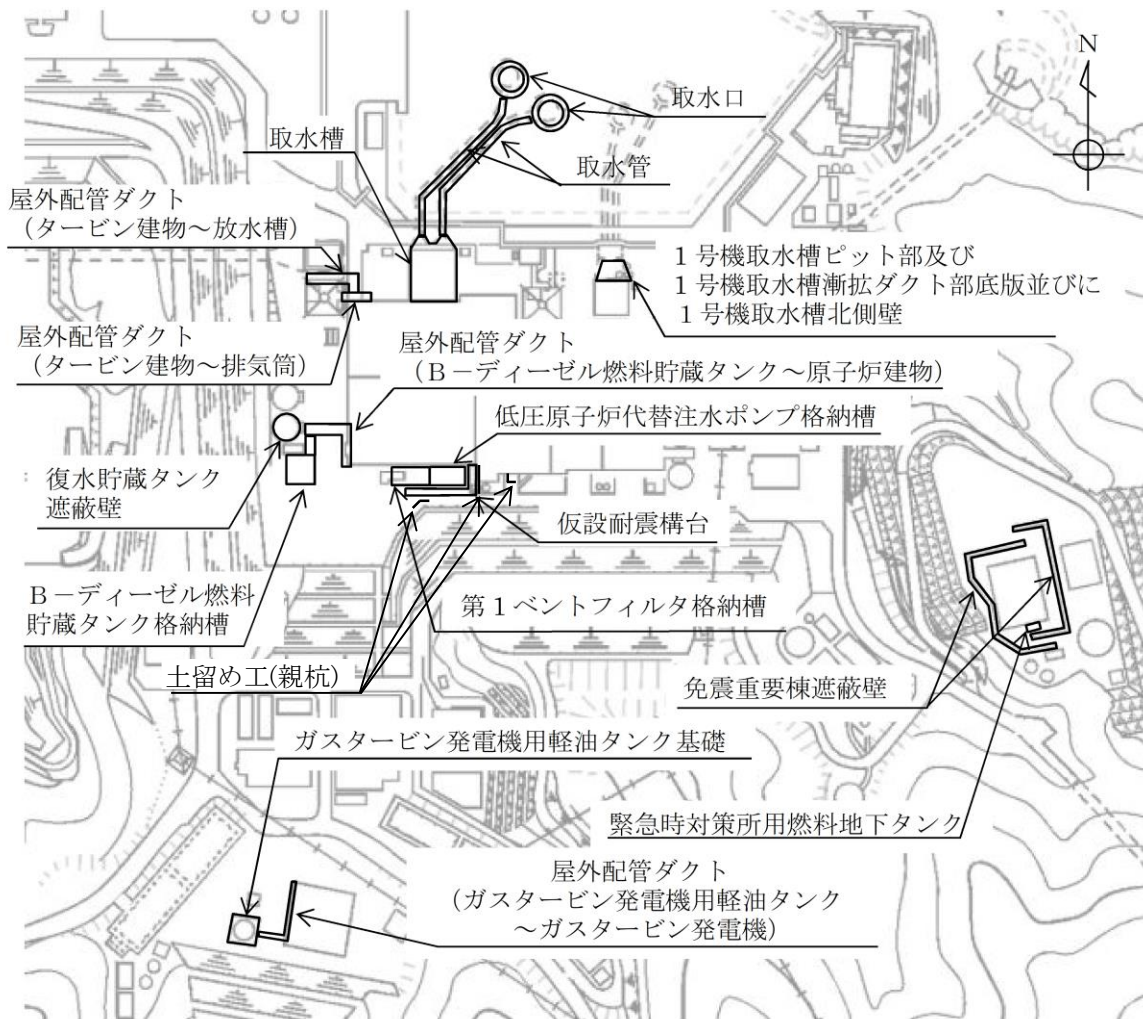 N
取水口
取水槽
取水管
屋外配管ダクト
(タービン建物～放水槽)
1号機取水槽ピット部及び
1号機取水槽漸拡ダクト部底版並びに
1号機取水槽北側壁
屋外配管ダクト
(タービン建物～排気筒)
屋外配管ダクト
(B－ディーゼル燃料貯蔵タンク～原子炉建物)
低圧原子炉代替注水ポンプ格納槽
復水貯蔵タンク
遮蔽壁
仮設耐震構台
B－ディーゼル燃料
貯蔵タンク格納槽
第1ベントフィルタ格納槽
土留め工(親杭)
免震重要棟遮蔽壁
ガスタービン発電機用軽油タンク基礎
緊急時対策所用燃料地下タンク
屋外配管ダクト
(ガスタービン発電機用軽油タンク
～ガスタービン発電機)